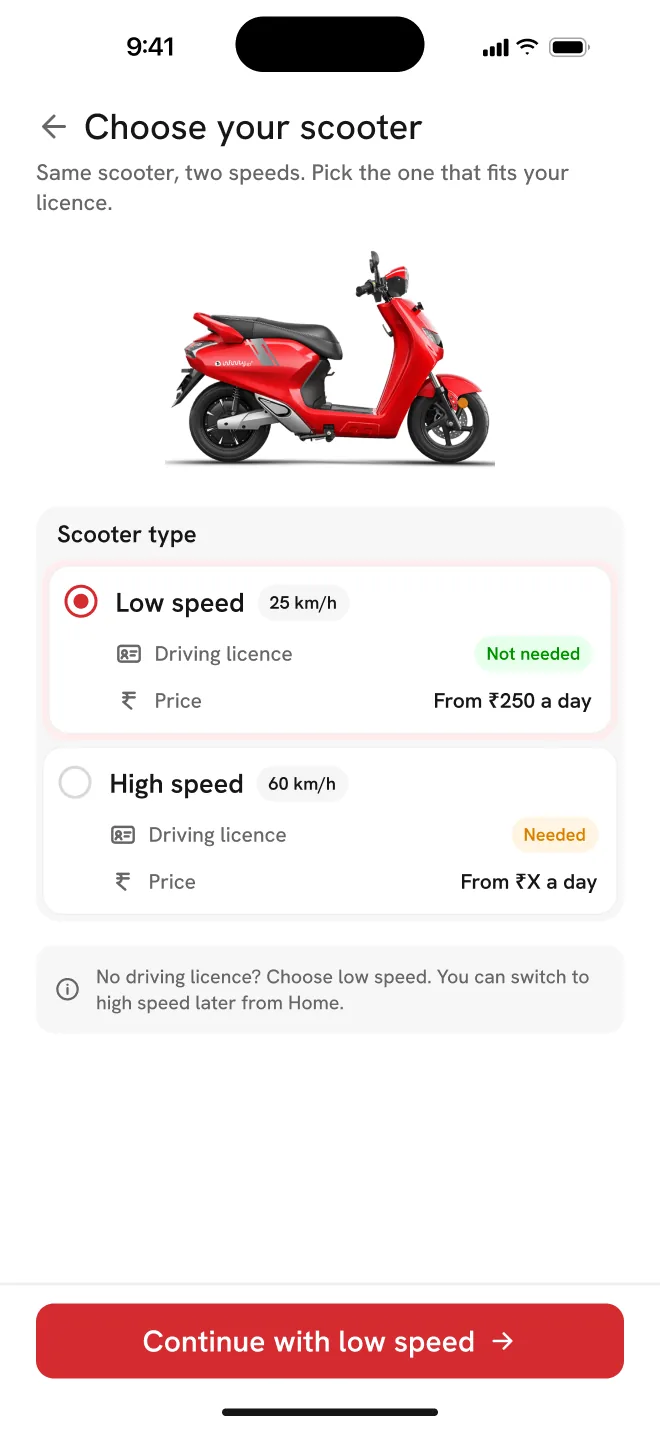 9:41
Choose your scooter
Same scooter, two speeds. Pick the one that fits your
licence.
Scooter type
Low speed 25 km/h
Driving licence Not needed
₹ Price From ₹250 a day
High speed 60 km/h
Driving licence Needed
₹ Price From ₹X a day
No driving licence? Choose low speed. You can switch to
high speed later from Home.
Continue with low speed →